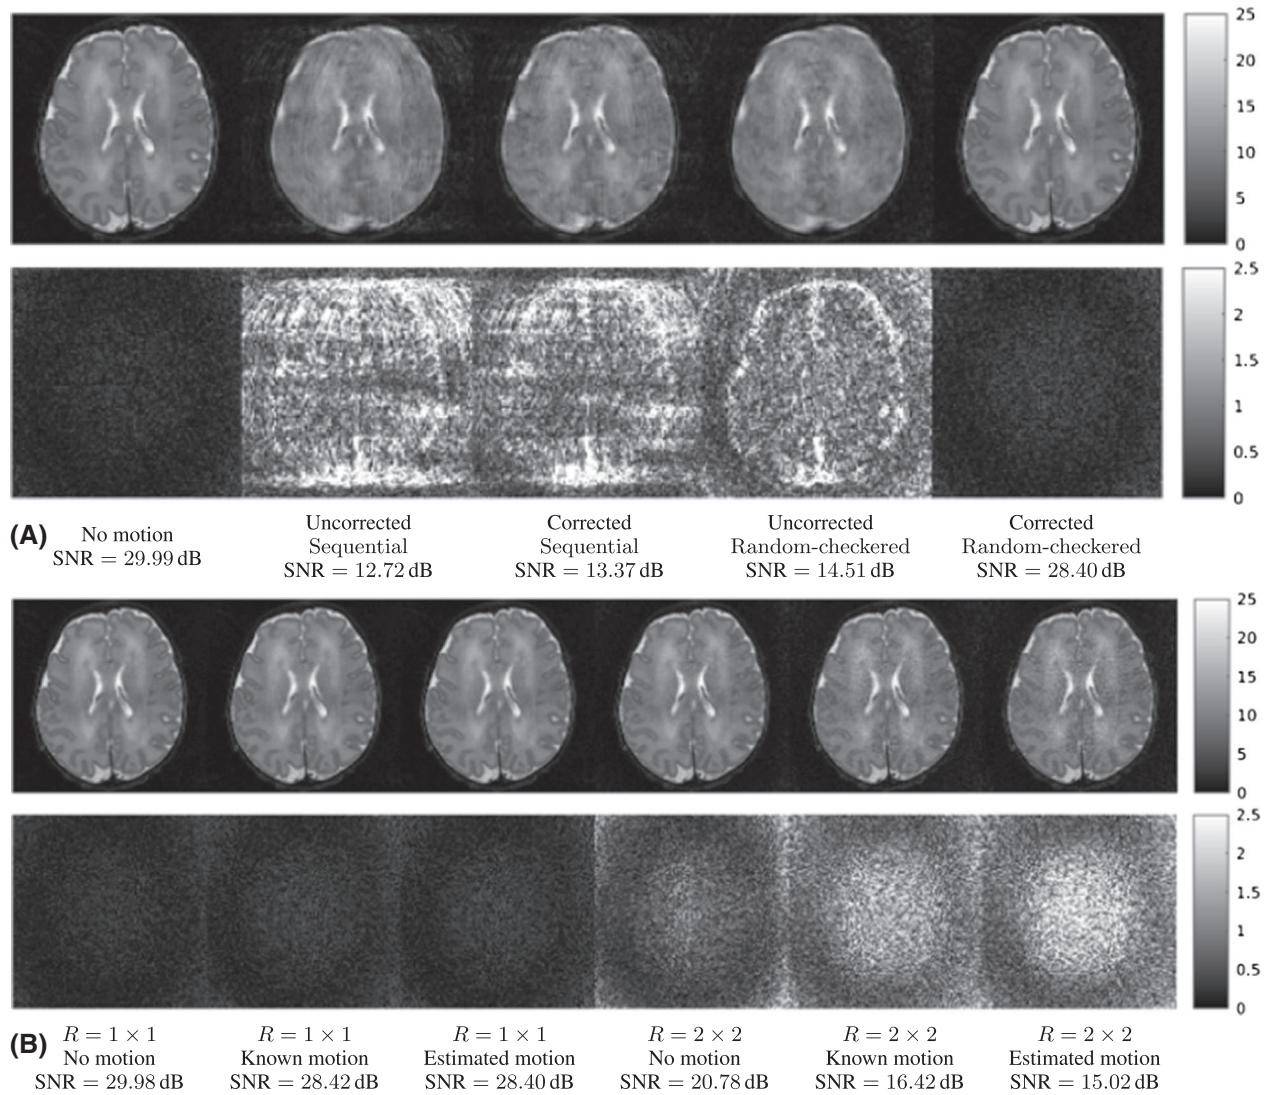 25
20
15
10
5
0
2.5
2
1.5
1
0.5
0
(A)
No motion
SNR = 29.99 dB
Uncorrected
Sequential
SNR = 12.72 dB
Corrected
Sequential
SNR = 13.37 dB
Uncorrected
Random-checkered
SNR = 14.51 dB
Corrected
Random-checkered
SNR = 28.40 dB
25
20
15
10
5
0
2.5
2
1.5
1
0.5
0
(B)
R = 1 × 1
No motion
SNR = 29.98 dB
R = 1 × 1
Known motion
SNR = 28.42 dB
R = 1 × 1
Estimated motion
SNR = 28.40 dB
R = 2 × 2
No motion
SNR = 20.78 dB
R = 2 × 2
Known motion
SNR = 16.42 dB
R = 2 × 2
Estimated motion
SNR = 15.02 dB